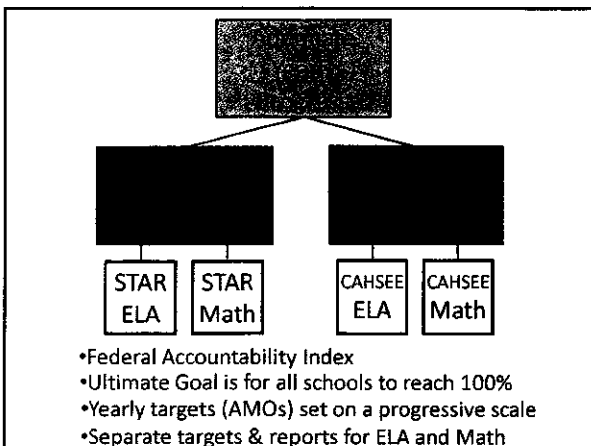 STAR ELA
STAR Math
CAHSEE ELA
CAHSEE Math
•Federal Accountability Index
•Ultimate Goal is for all schools to reach 100%
•Yearly targets (AMOs) set on a progressive scale
•Separate targets & reports for ELA and Math